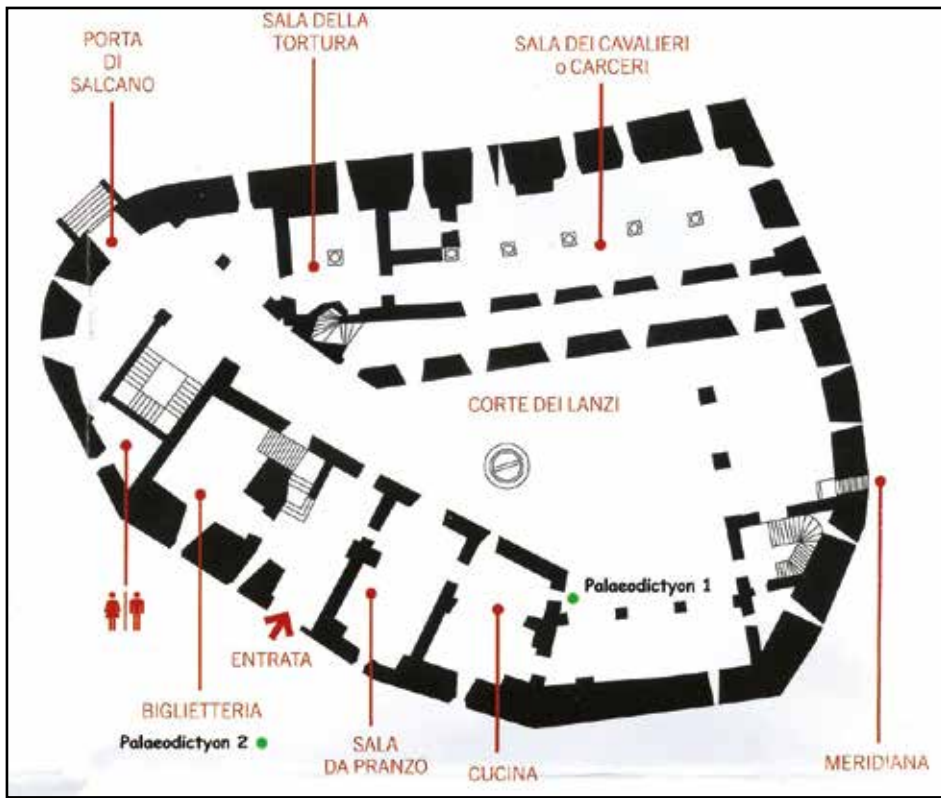 PORTA
DI
SALCANO
SALA DELLA
TORTURA
SALA DEI CAVALIERI
o CARCERI
CORTE DEI LANZI
Palaeodictyon 1
ENTRATA
BIGLIETTERIA
Palaeodictyon 2
SALA
DA PRANZO
CUCINA
MERIDIANA